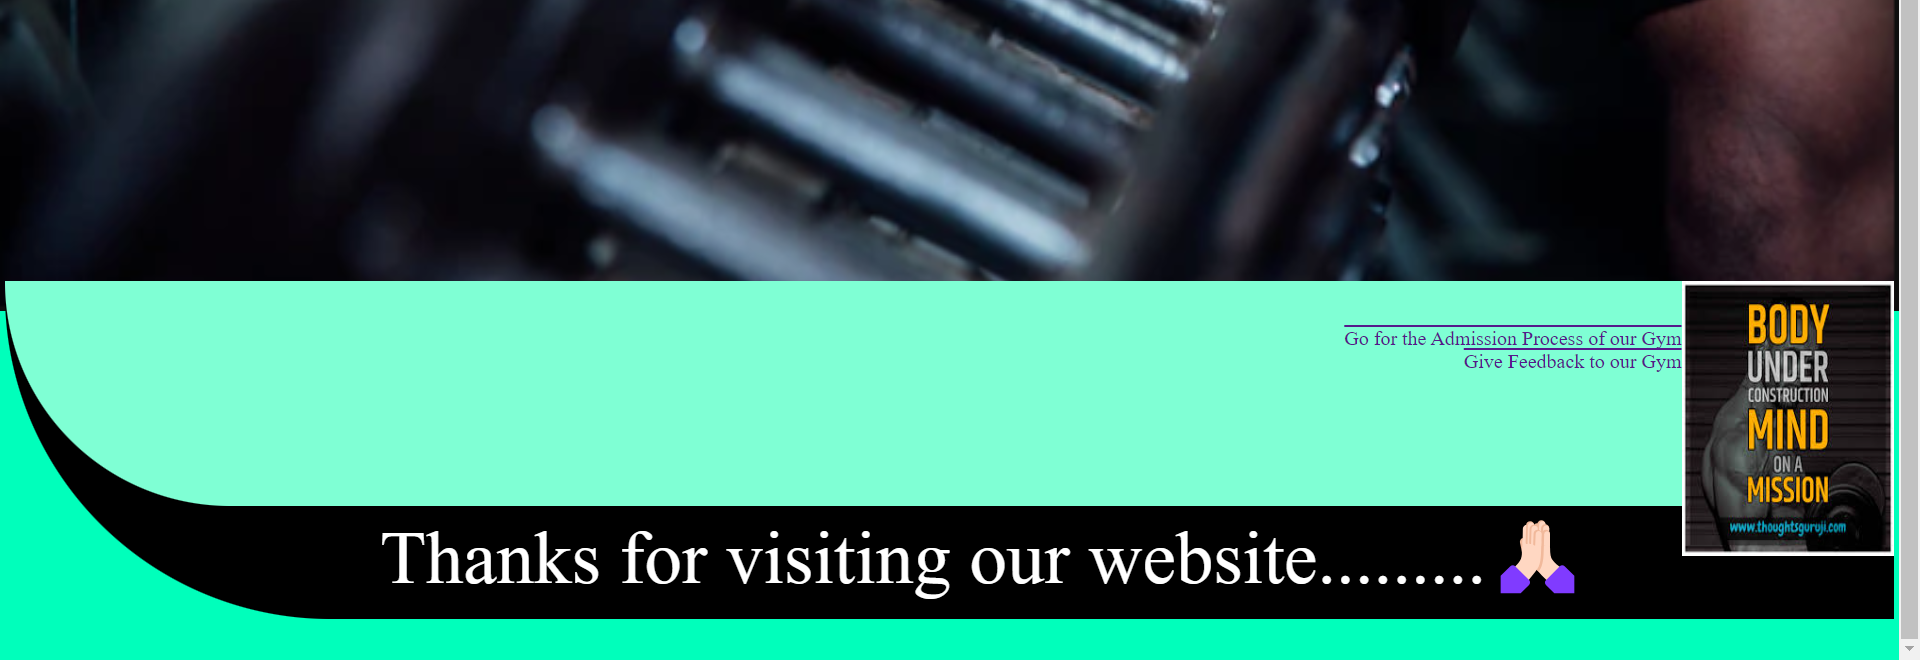 Go for the Admission Process of our Gym
Give Feedback to our Gym
BODY
UNDER
CONSTRUCTION
MIND
ON A
MISSION
www.thoughtsguruji.com
Thanks for visiting our website.........🙏🏻